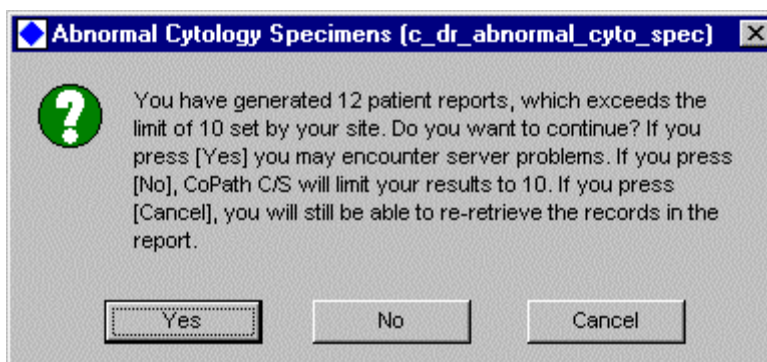 Abnormal Cytology Specimens (c_dr_abnormal_cyto_spec)
You have generated 12 patient reports, which exceeds the
limit of 10 set by your site. Do you want to continue? If you
press [Yes] you may encounter server problems. If you press
[No], CoPath C/S will limit your results to 10. If you press
[Cancel], you will still be able to re-retrieve the records in the
report.
Yes No Cancel